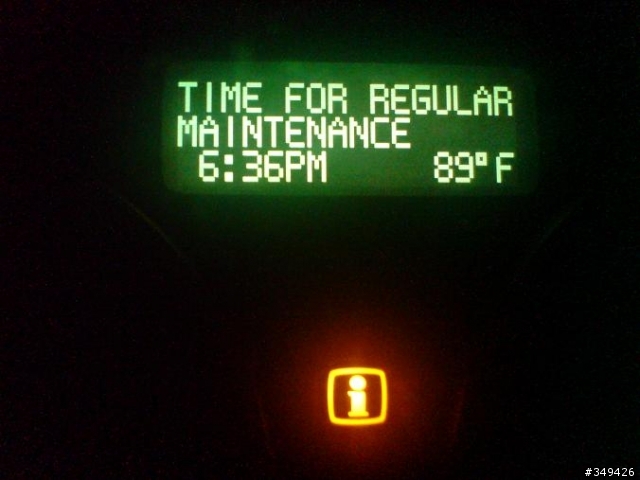 TIME FOR REGULAR
MAINTENANCE
6:36PM 89°F
i
#349426